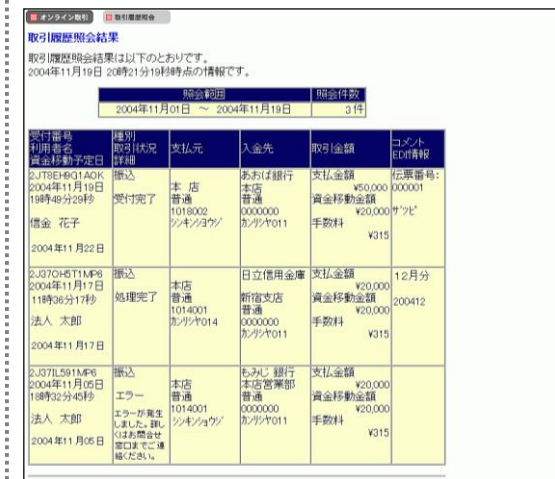 オンライン取引 取引履歴照会
取引履歴照会結果
取引履歴照会結果は以下のとおりです。
2004年11月19日 20時21分19秒時点の情報です。
照会範囲 照会件数
2004年11月01日 ~ 2004年11月19日 3件
受付番号
利用者名
資金移動予定日
種別
取引状況
詳細
支払元
入金先
取引金額
コメント
EDI情報
2JT8EH9G1A0K
2004年11月19日
19時49分29秒
信金 花子
2004年11月22日
振込
受付完了
本 店
普通
1018002
シンキンシヨウジ
あおば銀行
本店
普通
0000000
カンリシヤ011
支払金額
¥50,000
資金移動金額
¥20,000
手数料
¥315
伝票番号:
000001
ザツピ
2J37OH5T1MP6
2004年11月17日
11時36分17秒
法人 太郎
2004年11月17日
振込
処理完了
本店
普通
1014001
カンリシヤ014
日立信用金庫
新宿支店
普通
0000000
カンリシヤ011
支払金額
¥20,000
資金移動金額
¥20,000
手数料
¥315
12月分
200412
2J37IL591MP6
2004年11月05日
18時32分45秒
法人 太郎
2004年11月05日
振込
エラー
エラーが発生
しました。詳し
くはお問合せ
窓口までご連
絡ください。
本店
普通
1014001
シンキンショウジ
もみじ 銀行
本店営業部
普通
0000000
カンリシヤ011
支払金額
¥20,000
資金移動金額
¥20,000
手数料
¥315